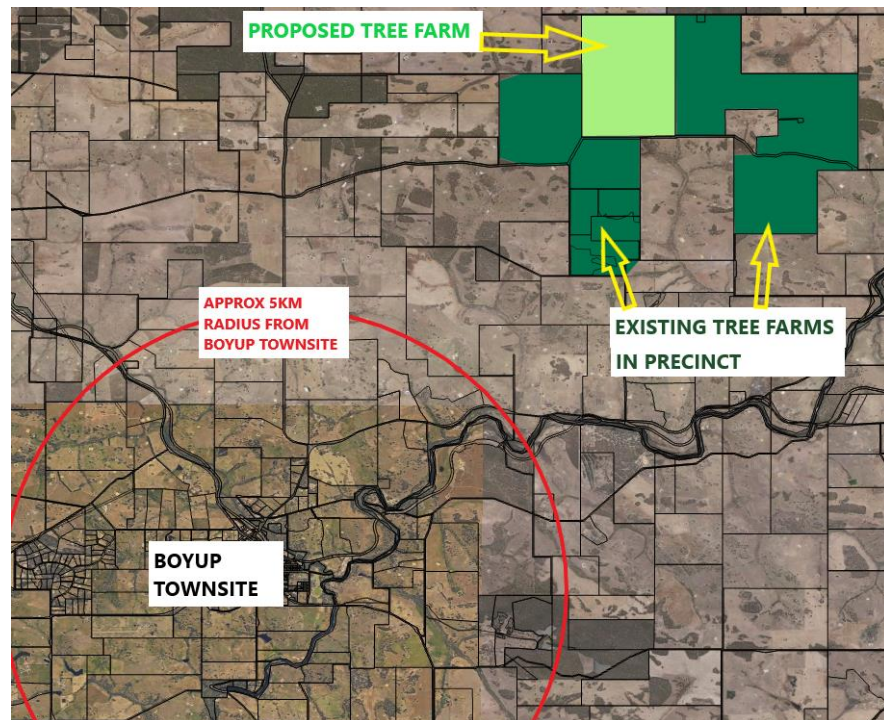 PROPOSED TREE FARM
APPROX 5KM
RADIUS FROM
BOYUP TOWNSITE
EXISTING TREE FARMS
IN PRECINCT
BOYUP
TOWNSITE